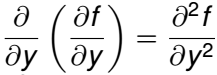 ∂/∂y (∂f/∂y) = ∂²f/∂y²